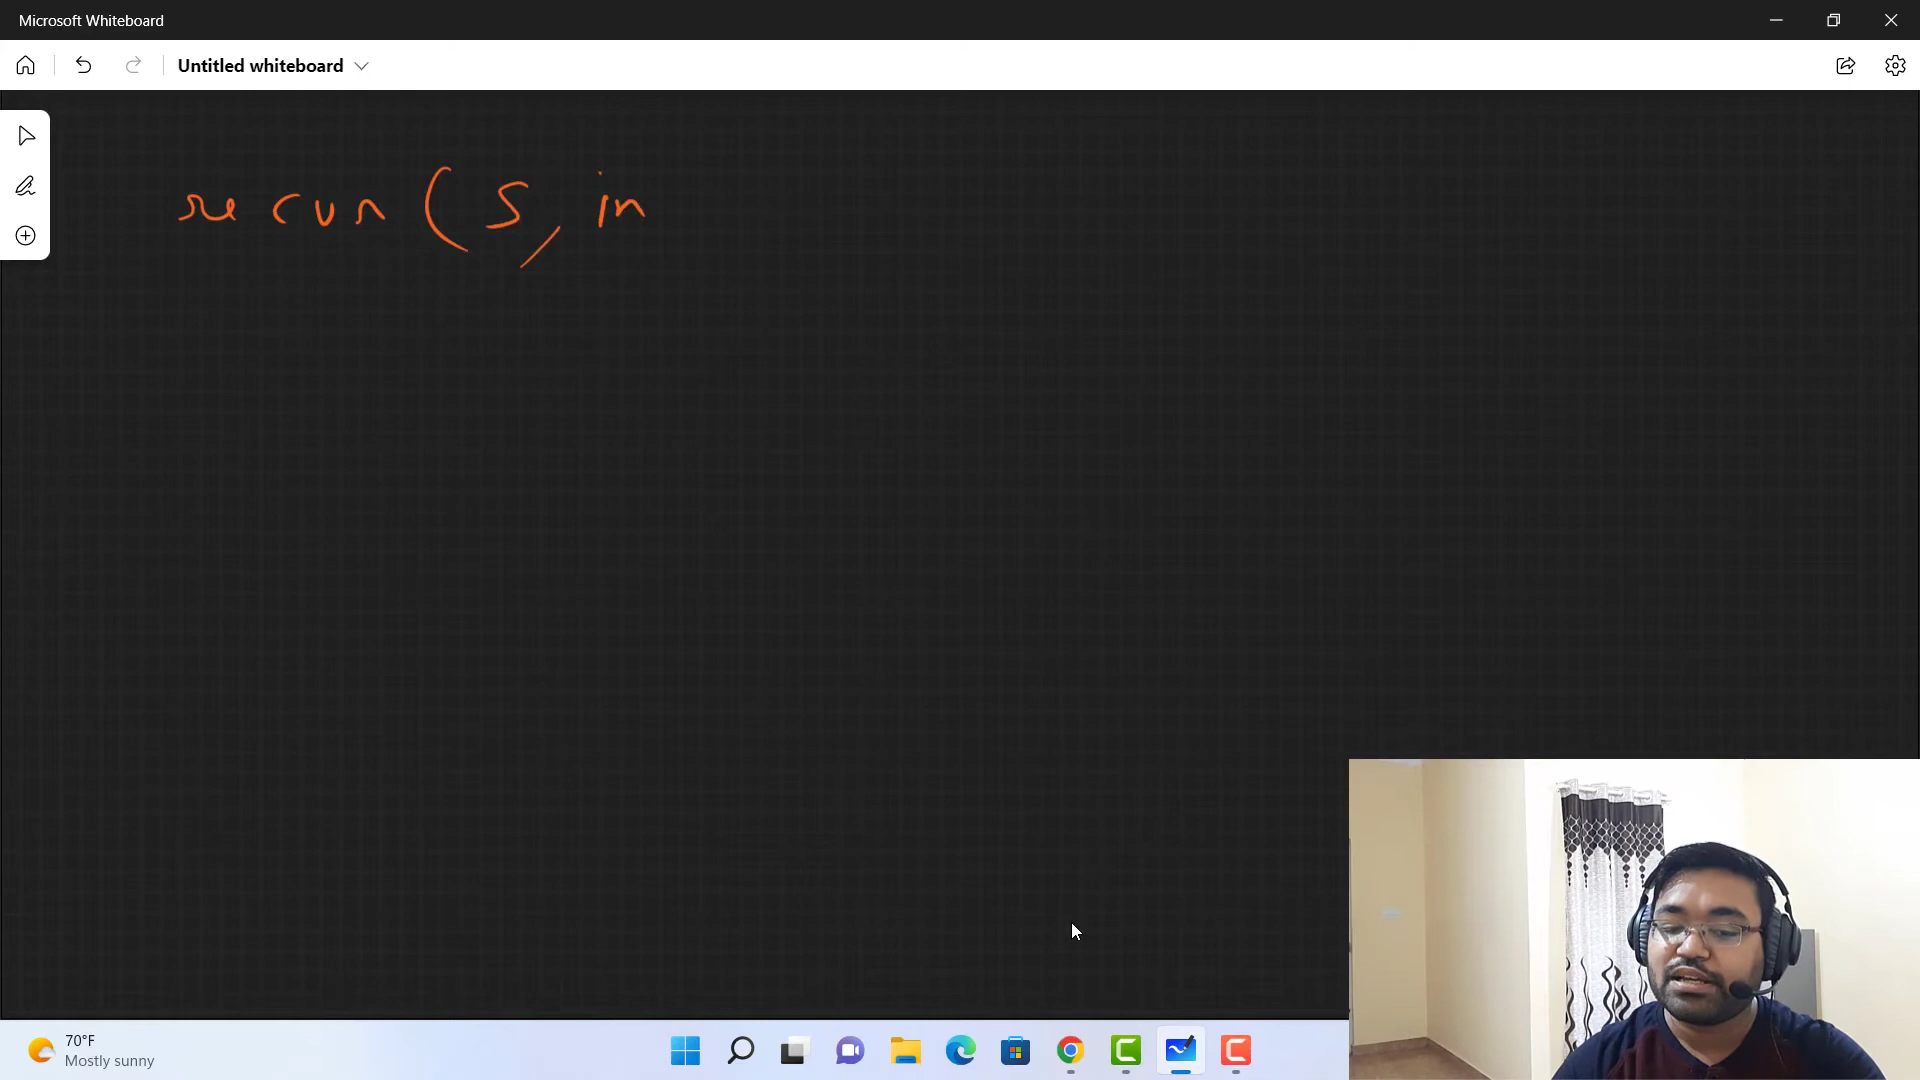 Microsoft Whiteboard
Untitled whiteboard
recur ( S, in
70°F
Mostly sunny